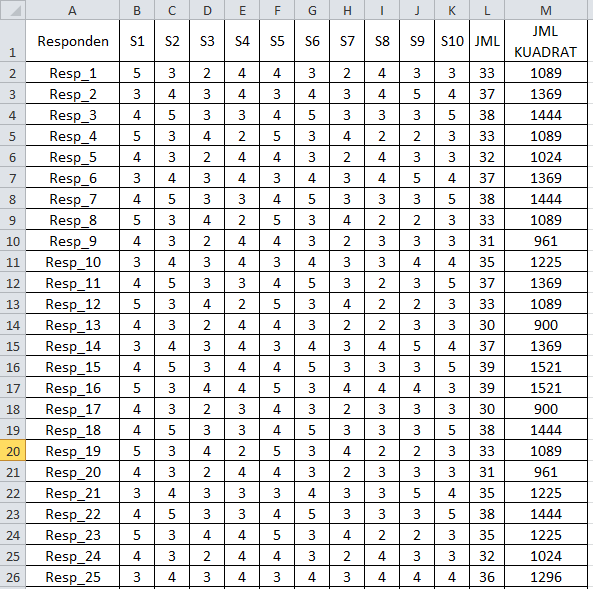 A B C D E F G H I J K L M
1 Responden S1 S2 S3 S4 S5 S6 S7 S8 S9 S10 JML JML KUADRAT
2 Resp_1 5 3 2 4 4 3 2 4 3 3 33 1089
3 Resp_2 3 4 3 4 3 4 3 4 5 4 37 1369
4 Resp_3 4 5 3 3 4 5 3 3 3 5 38 1444
5 Resp_4 5 3 4 2 5 3 4 2 2 3 33 1089
6 Resp_5 4 3 2 4 4 3 2 4 3 3 32 1024
7 Resp_6 3 4 3 4 3 4 3 4 5 4 37 1369
8 Resp_7 4 5 3 3 4 5 3 3 3 5 38 1444
9 Resp_8 5 3 4 2 5 3 4 2 2 3 33 1089
10 Resp_9 4 3 2 4 4 3 2 3 3 3 31 961
11 Resp_10 3 4 3 4 3 4 3 3 4 4 35 1225
12 Resp_11 4 5 3 3 4 5 3 2 3 5 37 1369
13 Resp_12 5 3 4 2 5 3 4 2 2 3 33 1089
14 Resp_13 4 3 2 4 4 3 2 2 3 3 30 900
15 Resp_14 3 4 3 4 3 4 3 4 5 4 37 1369
16 Resp_15 4 5 3 4 4 5 3 3 3 5 39 1521
17 Resp_16 5 3 4 4 5 3 4 4 4 3 39 1521
18 Resp_17 4 3 2 3 4 3 2 3 3 3 30 900
19 Resp_18 4 5 3 3 4 5 3 3 3 5 38 1444
20 Resp_19 5 3 4 2 5 3 4 2 2 3 33 1089
21 Resp_20 4 3 2 4 4 3 2 3 3 3 31 961
22 Resp_21 3 4 3 3 3 4 3 3 5 4 35 1225
23 Resp_22 4 5 3 3 4 5 3 3 3 5 38 1444
24 Resp_23 5 3 4 4 5 3 4 2 2 3 35 1225
25 Resp_24 4 3 2 4 4 3 2 4 3 3 32 1024
26 Resp_25 3 4 3 4 3 4 3 4 4 4 36 1296